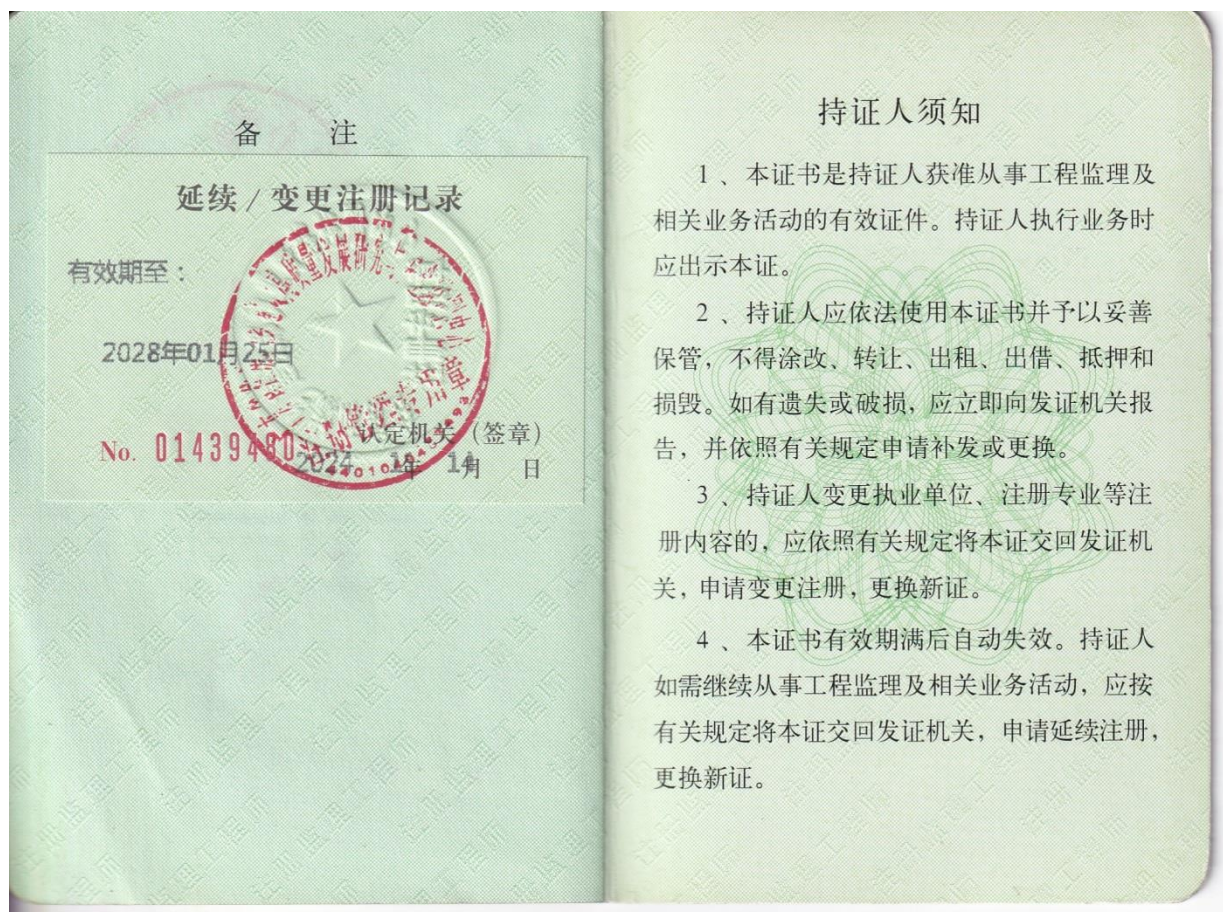 备 注
延续 / 变更注册记录
有效期至：
2028年01月25日
认定机关（签章）
No. 01439480
2024 年 14月 日
持证人须知
1 、本证书是持证人获准从事工程监理及
相关业务活动的有效证件。持证人执行业务时
应出示本证。
2 、持证人应依法使用本证书并予以妥善
保管，不得涂改、转让、出租、出借、抵押和
损毁。如有遗失或破损，应立即向发证机关报
告，并依照有关规定申请补发或更换。
3 、持证人变更执业单位、注册专业等注
册内容的，应依照有关规定将本证交回发证机
关，申请变更注册，更换新证。
4 、本证书有效期满后自动失效。持证人
如需继续从事工程监理及相关业务活动，应按
有关规定将本证交回发证机关，申请延续注册，
更换新证。